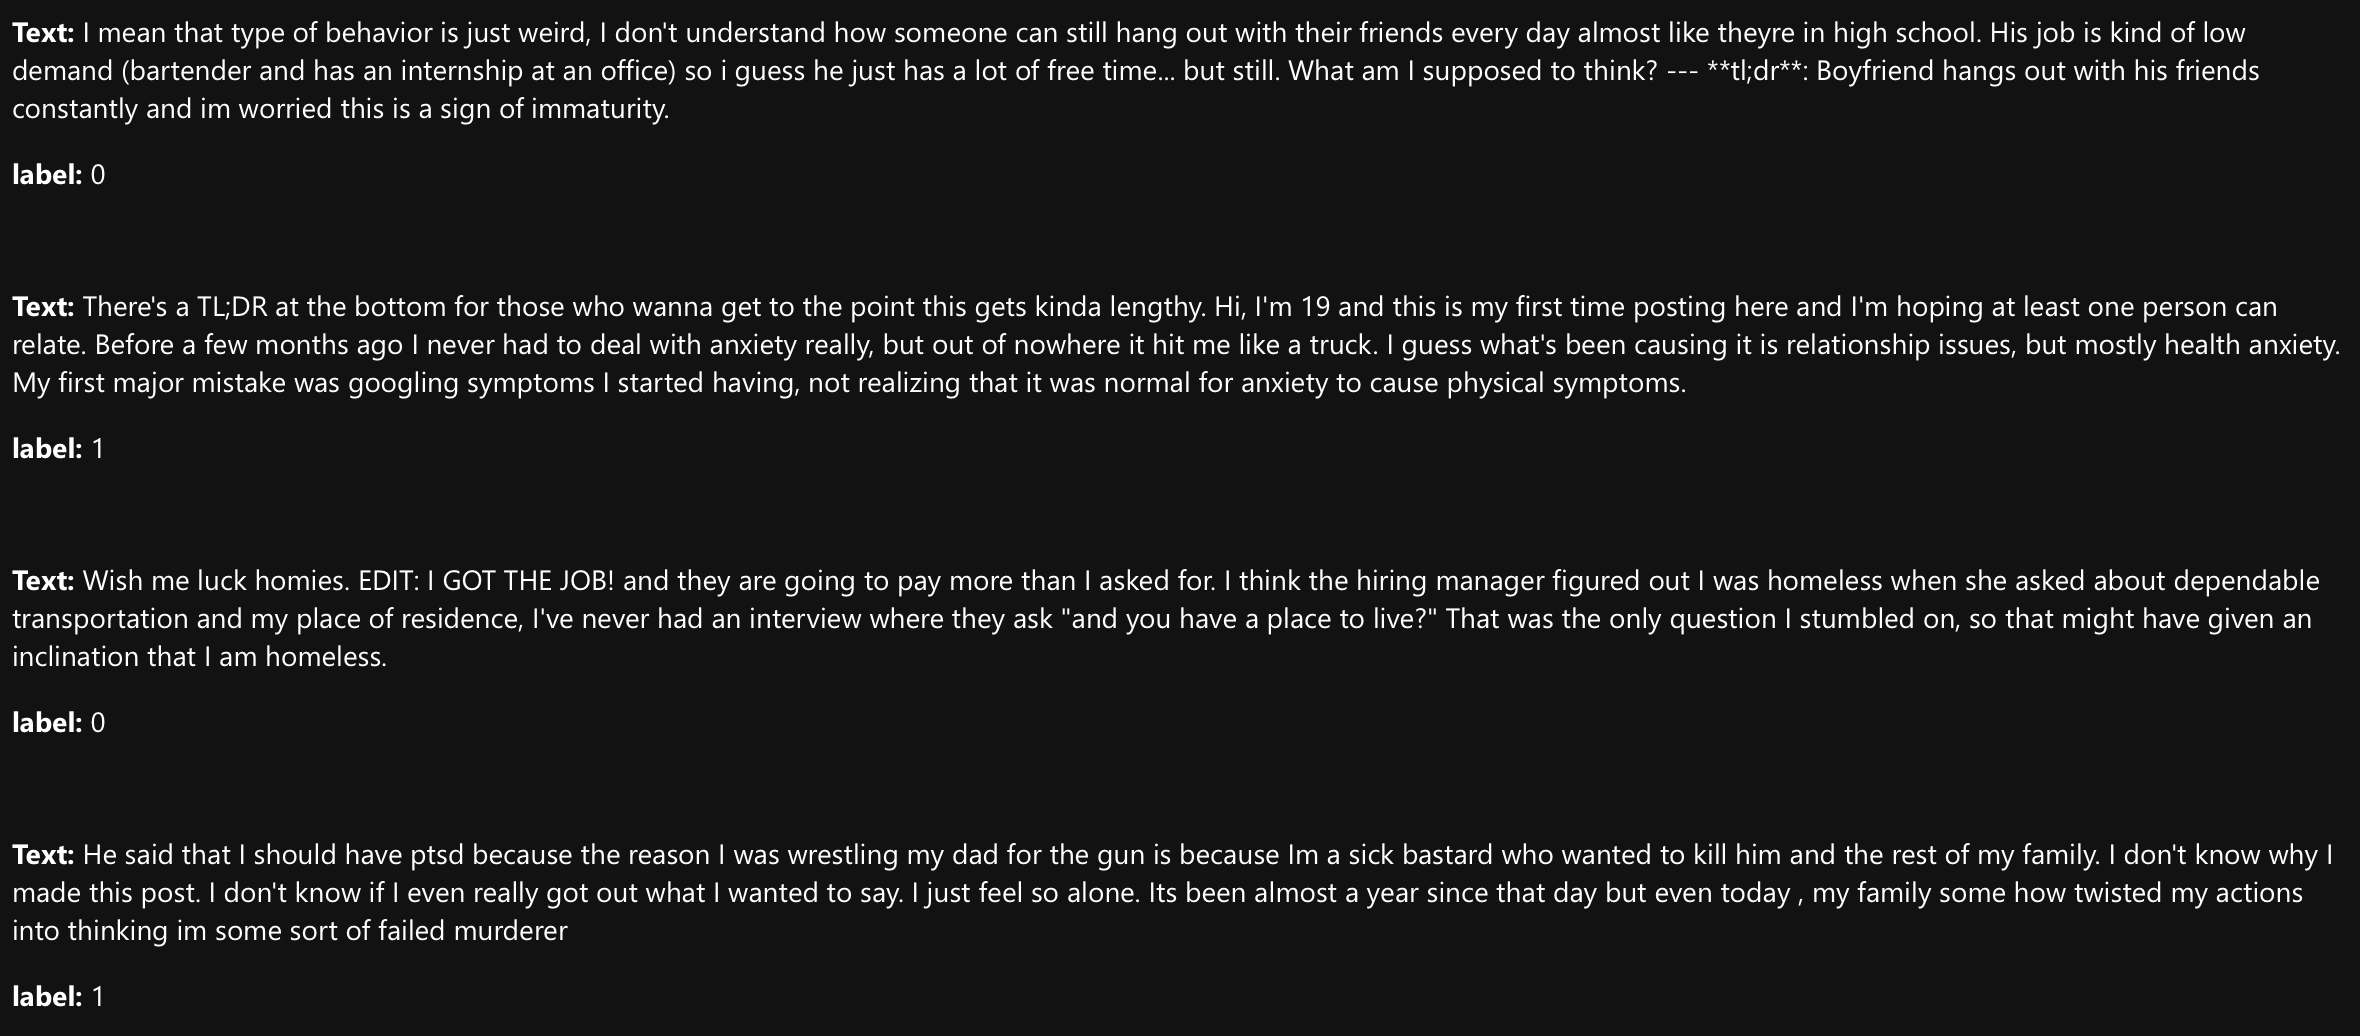 Text: I mean that type of behavior is just weird, I don't understand how someone can still hang out with their friends every day almost like theyre in high school. His job is kind of low
demand (bartender and has an internship at an office) so i guess he just has a lot of free time... but still. What am I supposed to think? --- **tl;dr**: Boyfriend hangs out with his friends
constantly and im worried this is a sign of immaturity.
label: 0
Text: There's a TL;DR at the bottom for those who wanna get to the point this gets kinda lengthy. Hi, I'm 19 and this is my first time posting here and I'm hoping at least one person can
relate. Before a few months ago I never had to deal with anxiety really, but out of nowhere it hit me like a truck. I guess what's been causing it is relationship issues, but mostly health anxiety.
My first major mistake was googling symptoms I started having, not realizing that it was normal for anxiety to cause physical symptoms.
label: 1
Text: Wish me luck homies. EDIT: I GOT THE JOB! and they are going to pay more than I asked for. I think the hiring manager figured out I was homeless when she asked about dependable
transportation and my place of residence, I've never had an interview where they ask "and you have a place to live?" That was the only question I stumbled on, so that might have given an
inclination that I am homeless.
label: 0
Text: He said that I should have ptsd because the reason I was wrestling my dad for the gun is because Im a sick bastard who wanted to kill him and the rest of my family. I don't know why I
made this post. I don't know if I even really got out what I wanted to say. I just feel so alone. Its been almost a year since that day but even today , my family some how twisted my actions
into thinking im some sort of failed murderer
label: 1